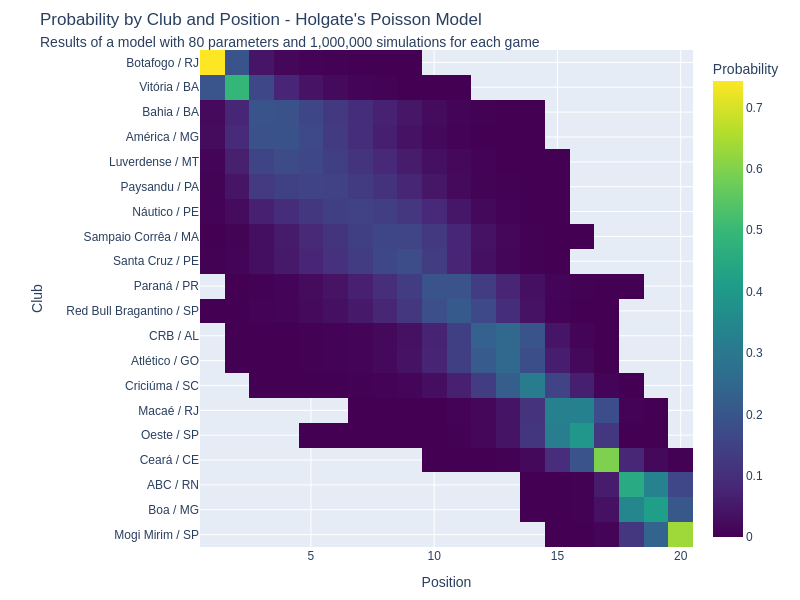 Probability by Club and Position - Holgate's Poisson Model
Results of a model with 80 parameters and 1,000,000 simulations for each game
Probability
Botafogo / RJ
Vitória / BA
Bahia / BA
América / MG
Luverdense / MT
Paysandu / PA
Náutico / PE
Sampaio Corrêa / MA
Santa Cruz / PE
Paraná / PR
Red Bull Bragantino / SP
CRB / AL
Atlético / GO
Criciúma / SC
Macaé / RJ
Oeste / SP
Ceará / CE
ABC / RN
Boa / MG
Mogi Mirim / SP
Club
5 10 15 20
Position
0.7
0.6
0.5
0.4
0.3
0.2
0.1
0